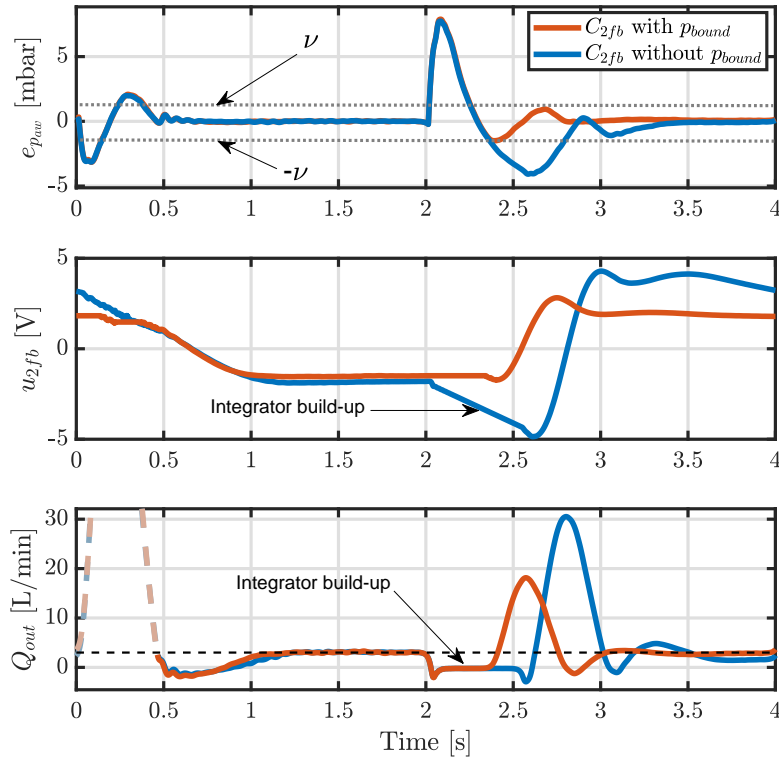 C2fb with pbound
C2fb without pbound
epaw [mbar]
5
0
-5
ν
-ν
0 0.5 1 1.5 2 2.5 3 3.5 4
u2fb [V]
5
0
-5
Integrator build-up
0 0.5 1 1.5 2 2.5 3 3.5 4
Qout [L/min]
30
20
10
0
Integrator build-up
0 0.5 1 1.5 2 2.5 3 3.5 4
Time [s]